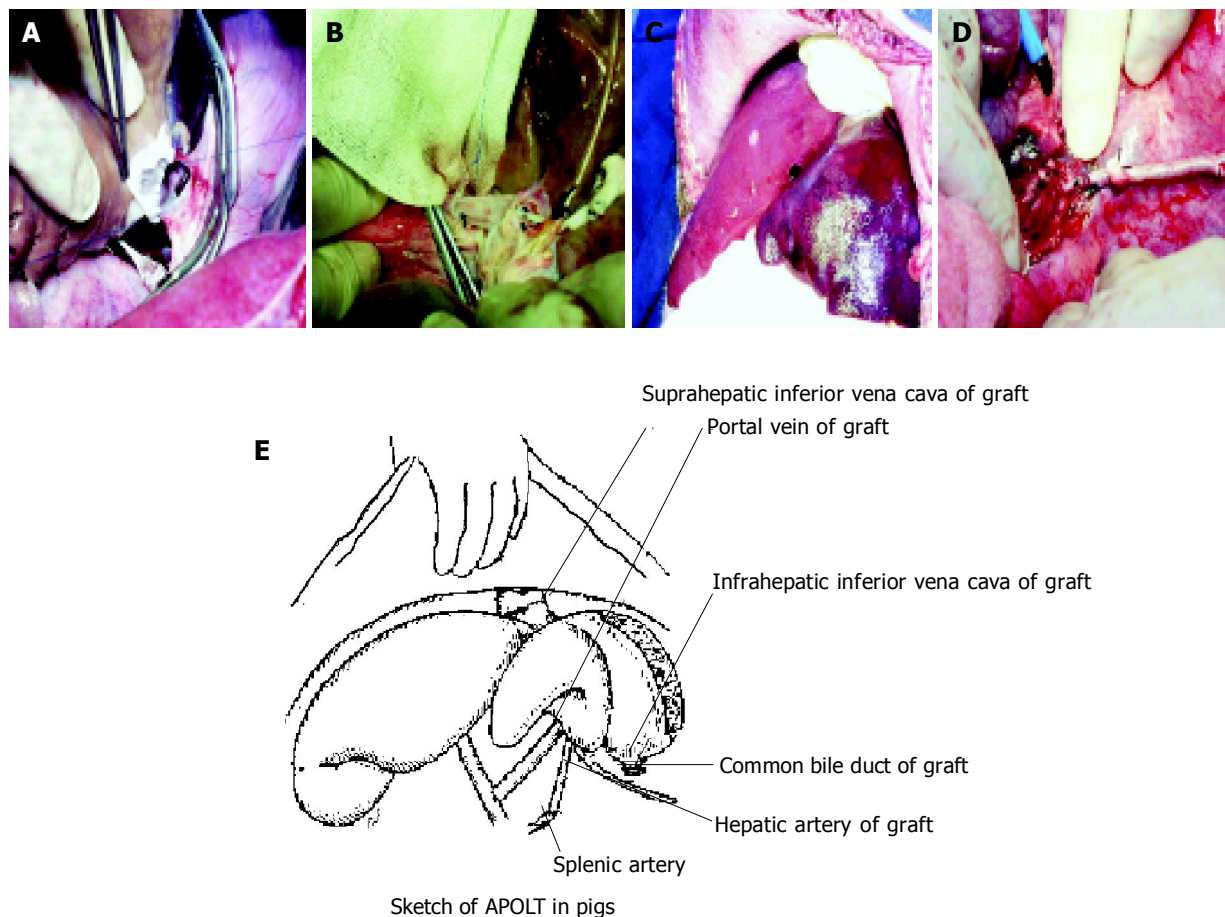 A
B
C
D
Suprahepatic inferior vena cava of graft
Portal vein of graft
E
Infrahepatic inferior vena cava of graft
Common bile duct of graft
Hepatic artery of graft
Splenic artery
Sketch of APOLT in pigs